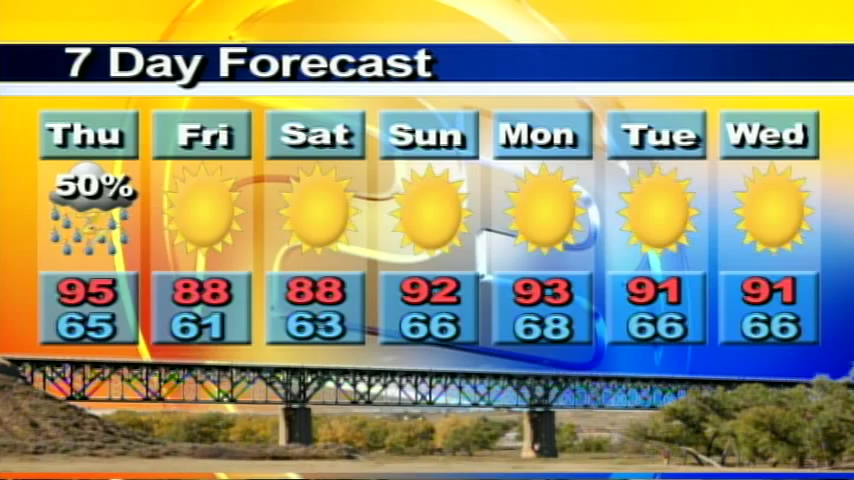 7 Day Forecast
Thu Fri Sat Sun Mon Tue Wed
50%
95 88 88 92 93 91 91
65 61 63 66 68 66 66